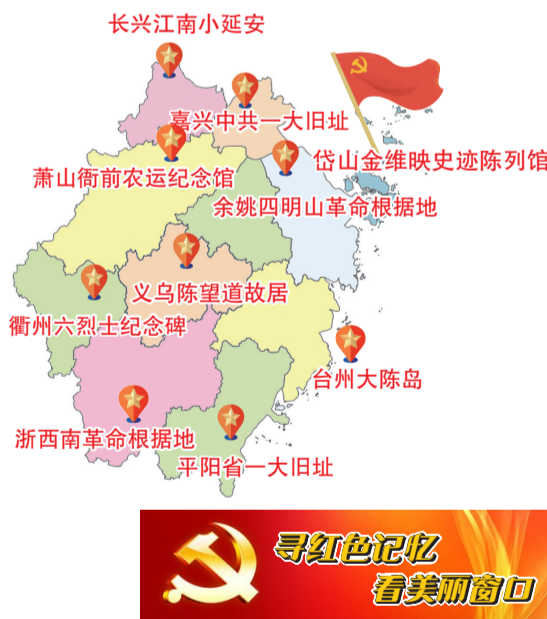 长兴江南小延安
嘉兴中共一大旧址
岱山金维映史迹陈列馆
萧山衙前农运纪念馆
余姚四明山革命根据地
义乌陈望道故居
衢州六烈士纪念碑
台州大陈岛
浙西南革命根据地
平阳省一大旧址
寻红色记忆
看美丽窗口